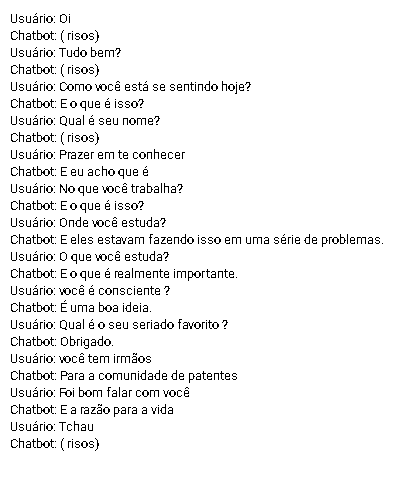 Usuário: Oi
Chatbot: ( risos)
Usuário: Tudo bem?
Chatbot: ( risos)
Usuário: Como você está se sentindo hoje?
Chatbot: E o que é isso?
Usuário: Qual é seu nome?
Chatbot: ( risos)
Usuário: Prazer em te conhecer
Chatbot: E eu acho que é
Usuário: No que você trabalha?
Chatbot: E o que é isso?
Usuário: Onde você estuda?
Chatbot: E eles estavam fazendo isso em uma série de problemas.
Usuário: O que você estuda?
Chatbot: E o que é realmente importante.
Usuário: você é consciente ?
Chatbot: É uma boa ideia.
Usuário: Qual é o seu seriado favorito ?
Chatbot: Obrigado.
Usuário: você tem irmãos
Chatbot: Para a comunidade de patentes
Usuário: Foi bom falar com você
Chatbot: E a razão para a vida
Usuário: Tchau
Chatbot: ( risos)